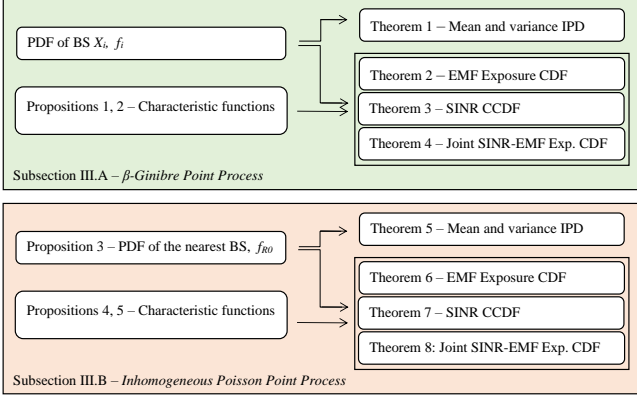 PDF of BS Xi, fi
Theorem 1 – Mean and variance IPD
Propositions 1, 2 – Characteristic functions
Theorem 2 – EMF Exposure CDF
Theorem 3 – SINR CCDF
Theorem 4 – Joint SINR-EMF Exp. CDF
Subsection III.A – β-Ginibre Point Process
Proposition 3 – PDF of the nearest BS, fR0
Theorem 5 – Mean and variance IPD
Propositions 4, 5 – Characteristic functions
Theorem 6 – EMF Exposure CDF
Theorem 7 – SINR CCDF
Theorem 8: Joint SINR-EMF Exp. CDF
Subsection III.B – Inhomogeneous Poisson Point Process